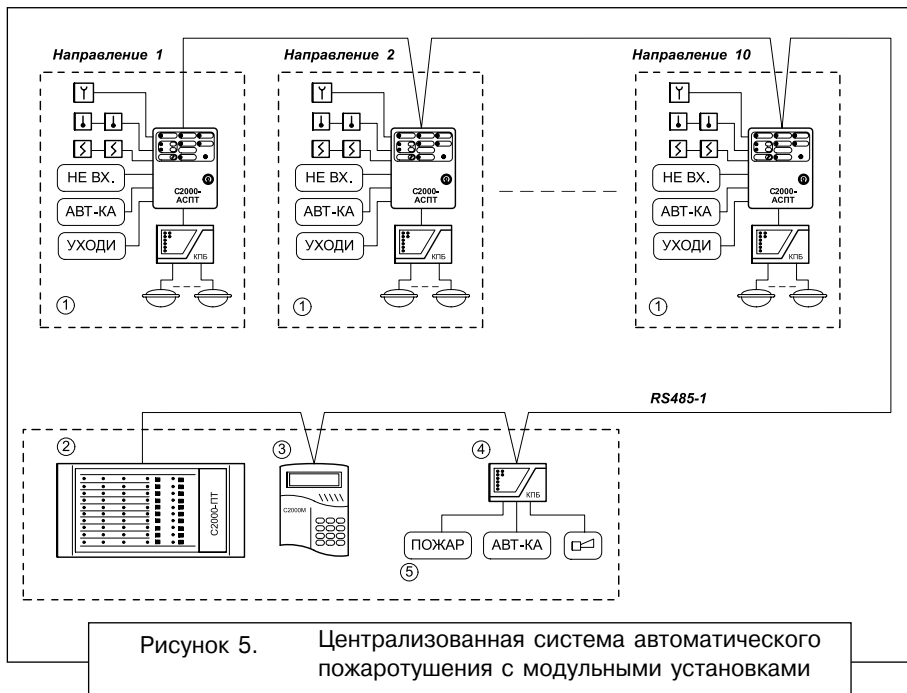 Направление 1
Направление 2
Направление 10
НЕ ВХ.
АВТ-КА
УХОДИ
С2000-
АСПТ
КПБ
1
НЕ ВХ.
АВТ-КА
УХОДИ
С2000-
АСПТ
КПБ
1
НЕ ВХ.
АВТ-КА
УХОДИ
С2000-
АСПТ
КПБ
1
RS485-1
2
С2000-ПТ
3
С2000М
4
КПБ
ПОЖАР
АВТ-КА
5
Рисунок 5.
Централизованная система автоматического
пожаротушения с модульными установками